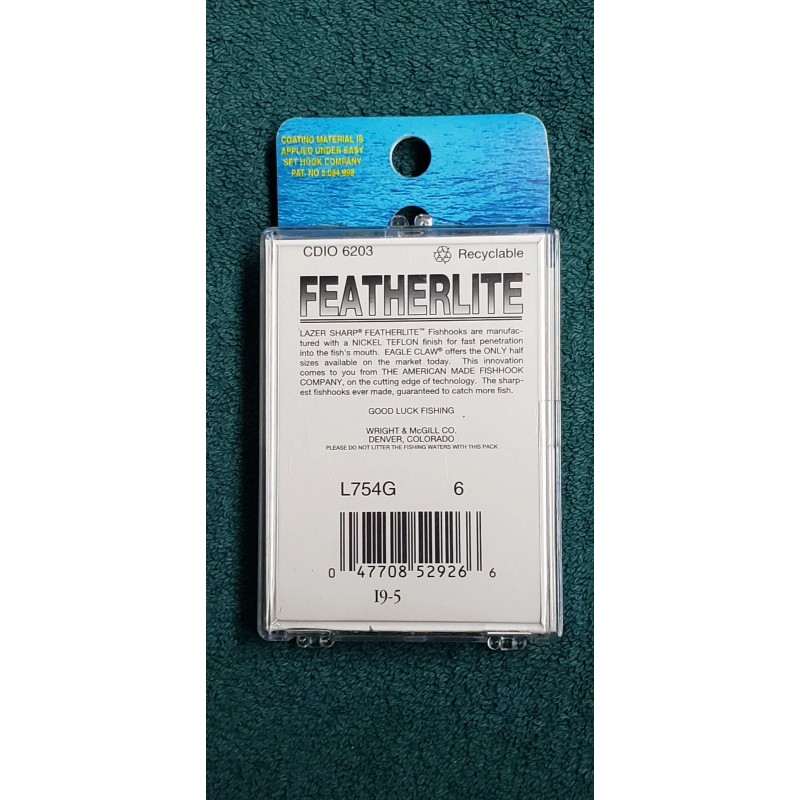 COATING MATERIAL IS
APPLIED UNDER EASY
SET HOOK COMPANY
PAT. NO 5,094,998
CDIO 6203
Recyclable
FEATHERLITE™
LAZER SHARP® FEATHERLITE™ Fishhooks are manufac-
tured with a NICKEL TEFLON finish for fast penetration
into the fish's mouth. EAGLE CLAW® offers the ONLY half
sizes available on the market today. This innovation
comes to you from THE AMERICAN MADE FISHHOOK
COMPANY, on the cutting edge of technology. The sharp-
est fishhooks ever made, guaranteed to catch more fish.
GOOD LUCK FISHING
WRIGHT & McGILL CO.
DENVER, COLORADO
PLEASE DO NOT LITTER THE FISHING WATERS WITH THIS PACK
L754G 6
0 47708 52926 6
I9-5